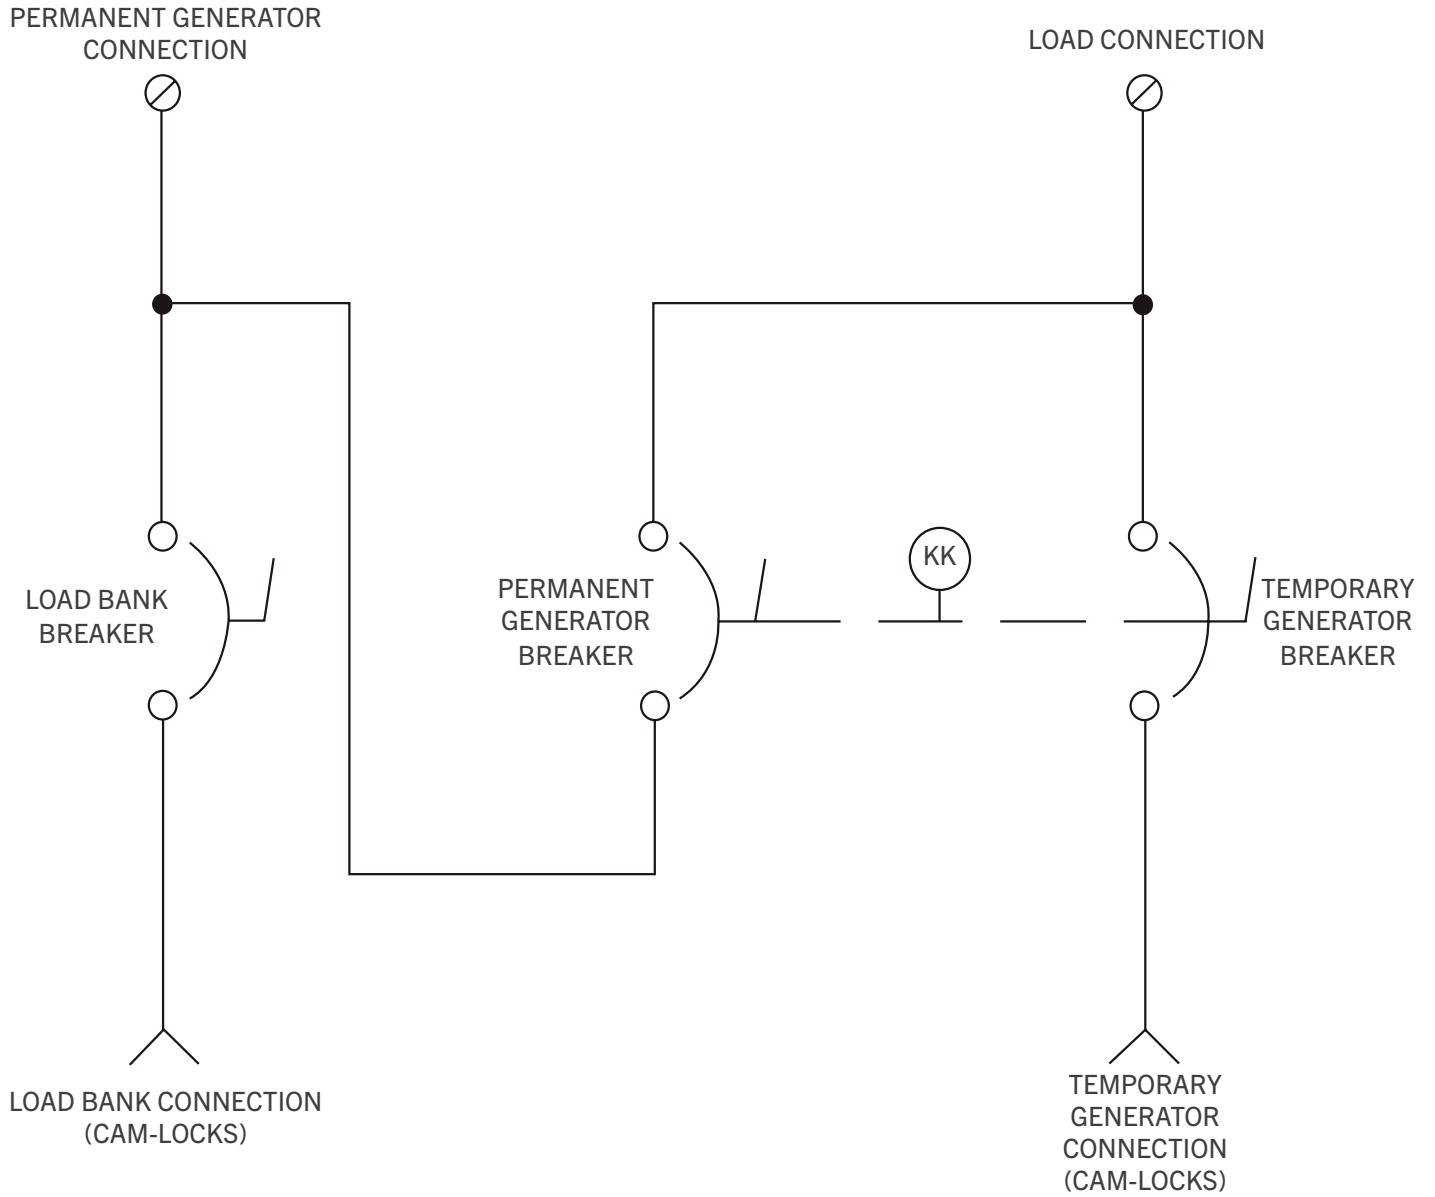 PERMANENT GENERATOR
CONNECTION
LOAD CONNECTION
LOAD BANK
BREAKER
PERMANENT
GENERATOR
BREAKER
KK
TEMPORARY
GENERATOR
BREAKER
LOAD BANK CONNECTION
(CAM-LOCKS)
TEMPORARY
GENERATOR
CONNECTION
(CAM-LOCKS)